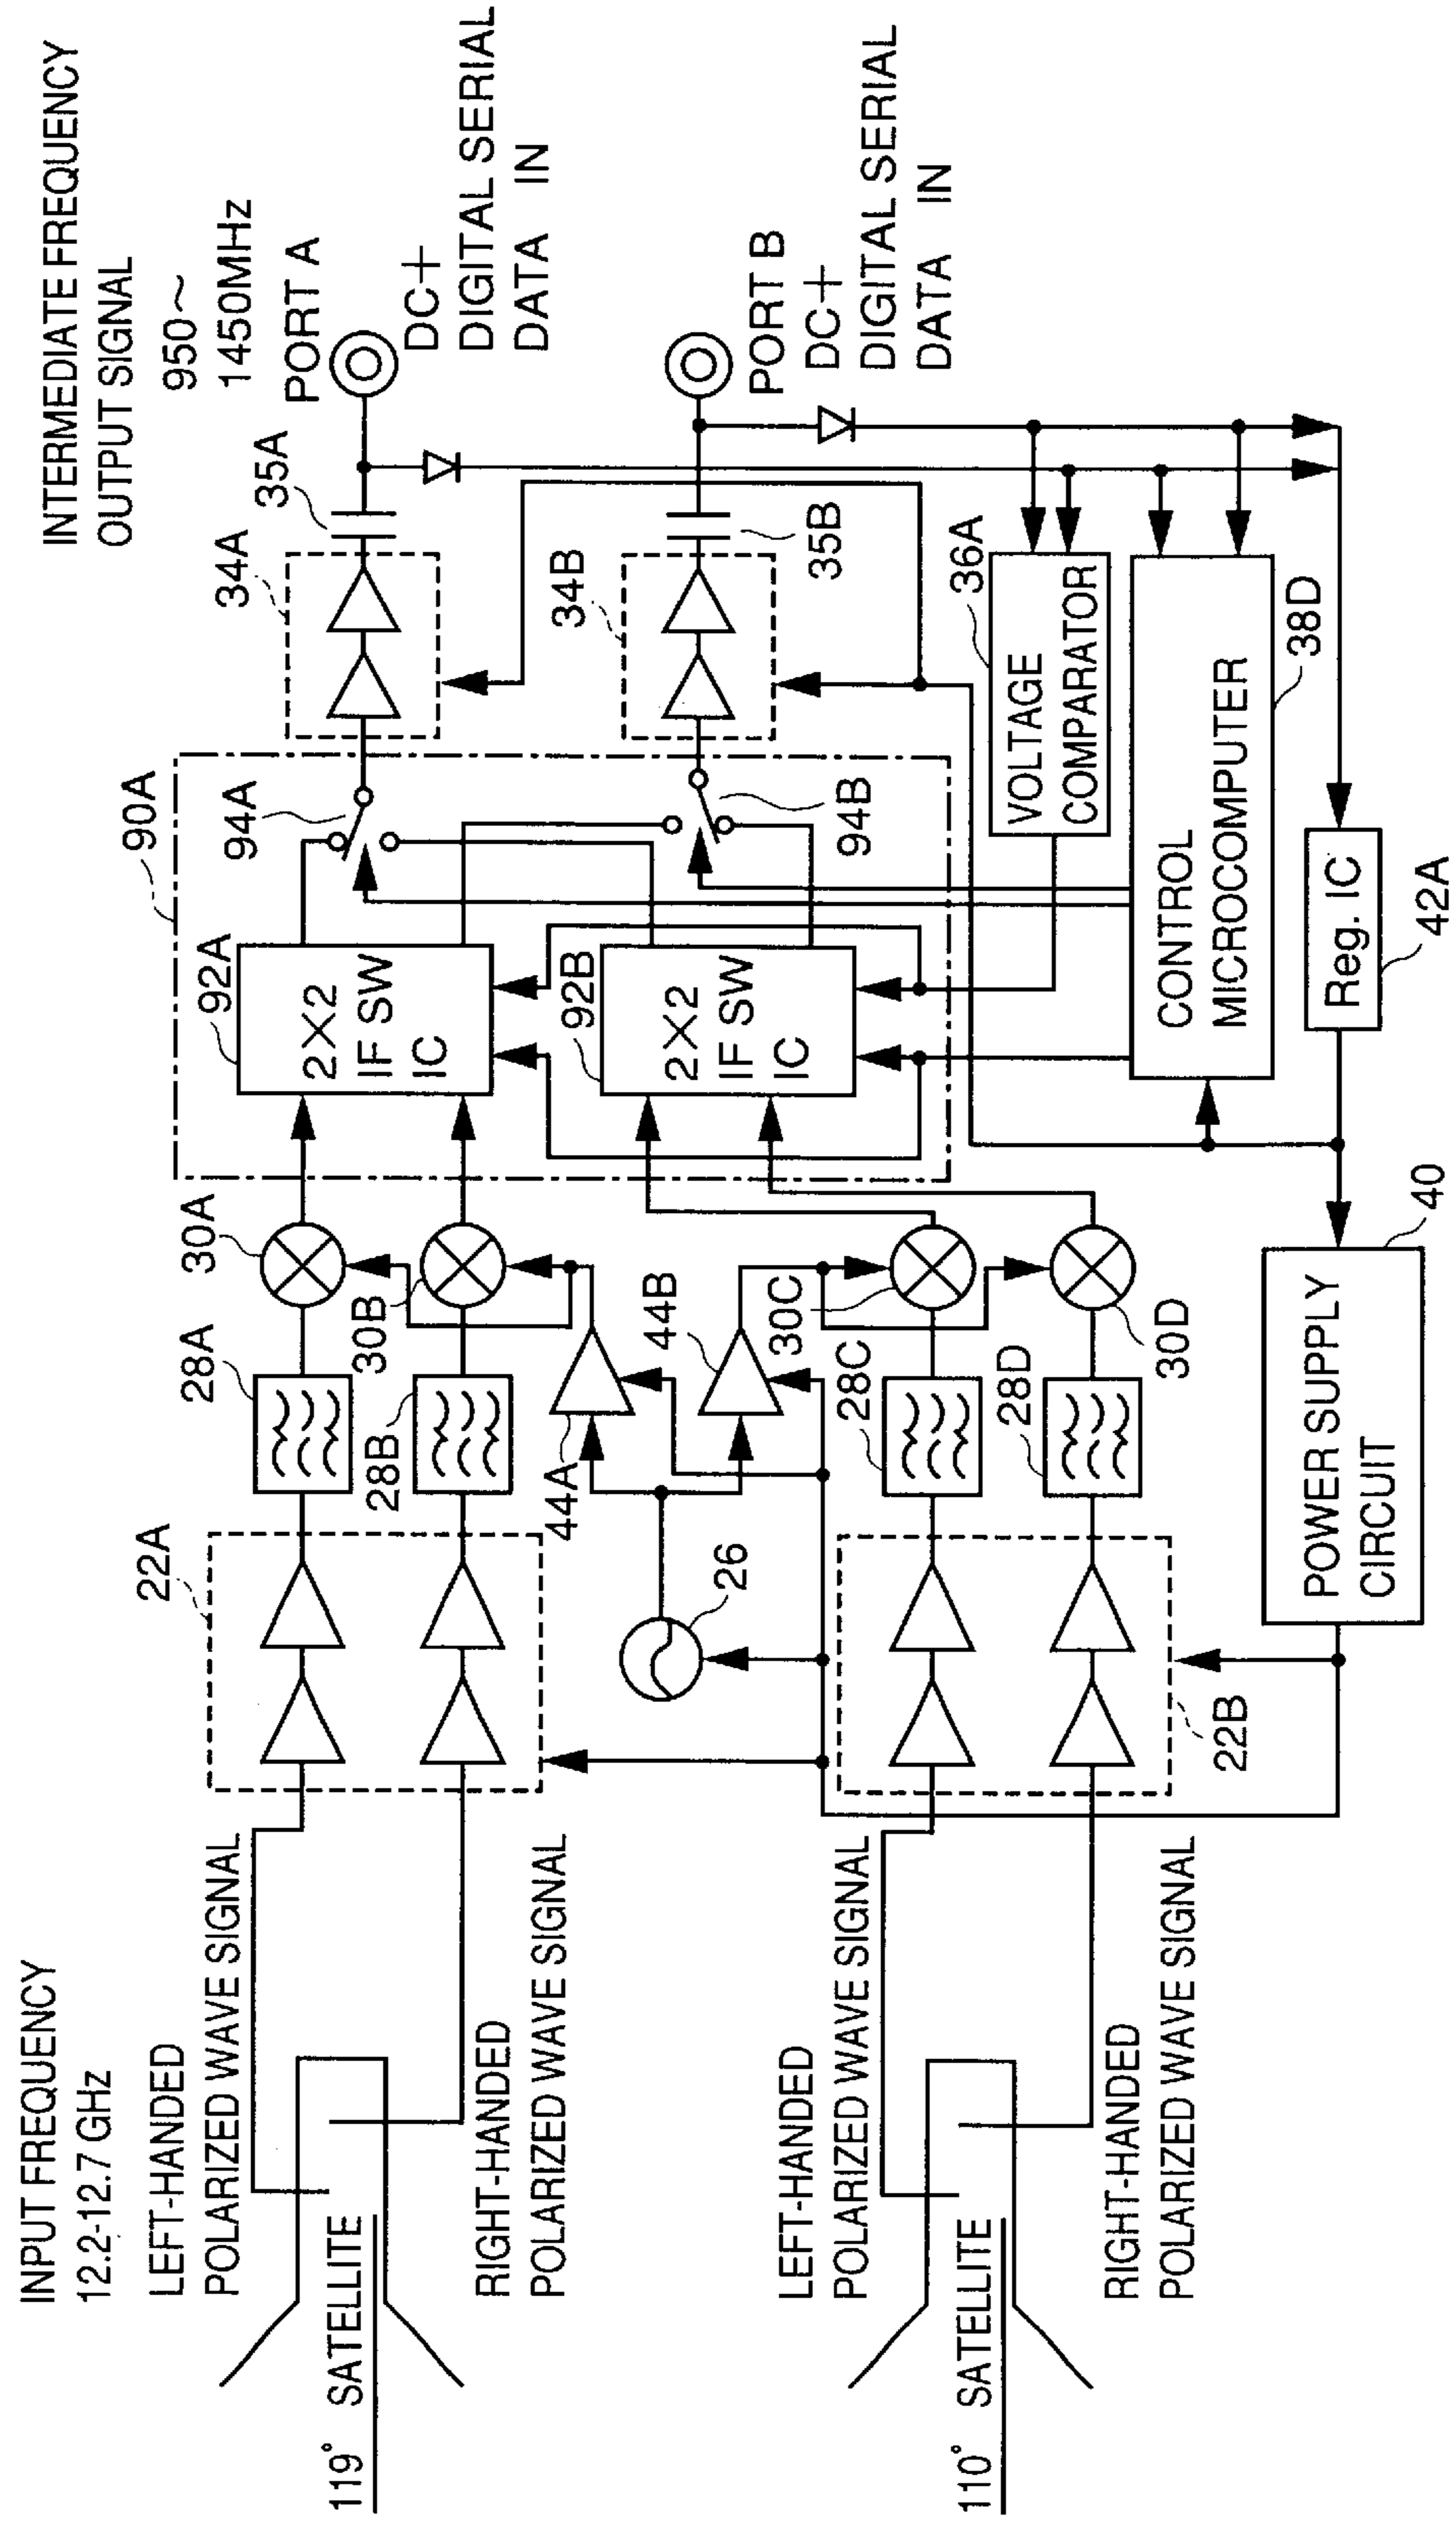 INPUT FREQUENCY
12.2-12.7 GHz
LEFT-HANDED
POLARIZED WAVE SIGNAL
119° SATELLITE
RIGHT-HANDED
POLARIZED WAVE SIGNAL
LEFT-HANDED
POLARIZED WAVE SIGNAL
110° SATELLITE
RIGHT-HANDED
POLARIZED WAVE SIGNAL
22A
28A
30A
28B
30B
44A
44B
26
22B
28C
30C
28D
30D
POWER SUPPLY
CIRCUIT
40
90A
92A
2×2
IF SW
IC
92B
2×2
IF SW
IC
94A
94B
34A
35A
34B
35B
36A
VOLTAGE
COMPARATOR
CONTROL
MICROCOMPUTER
38D
Reg. IC
42A
INTERMEDIATE FREQUENCY
OUTPUT SIGNAL
950~
1450MHz
PORT A
DC+
DIGITAL SERIAL
DATA IN
PORT B
DC+
DIGITAL SERIAL
DATA IN